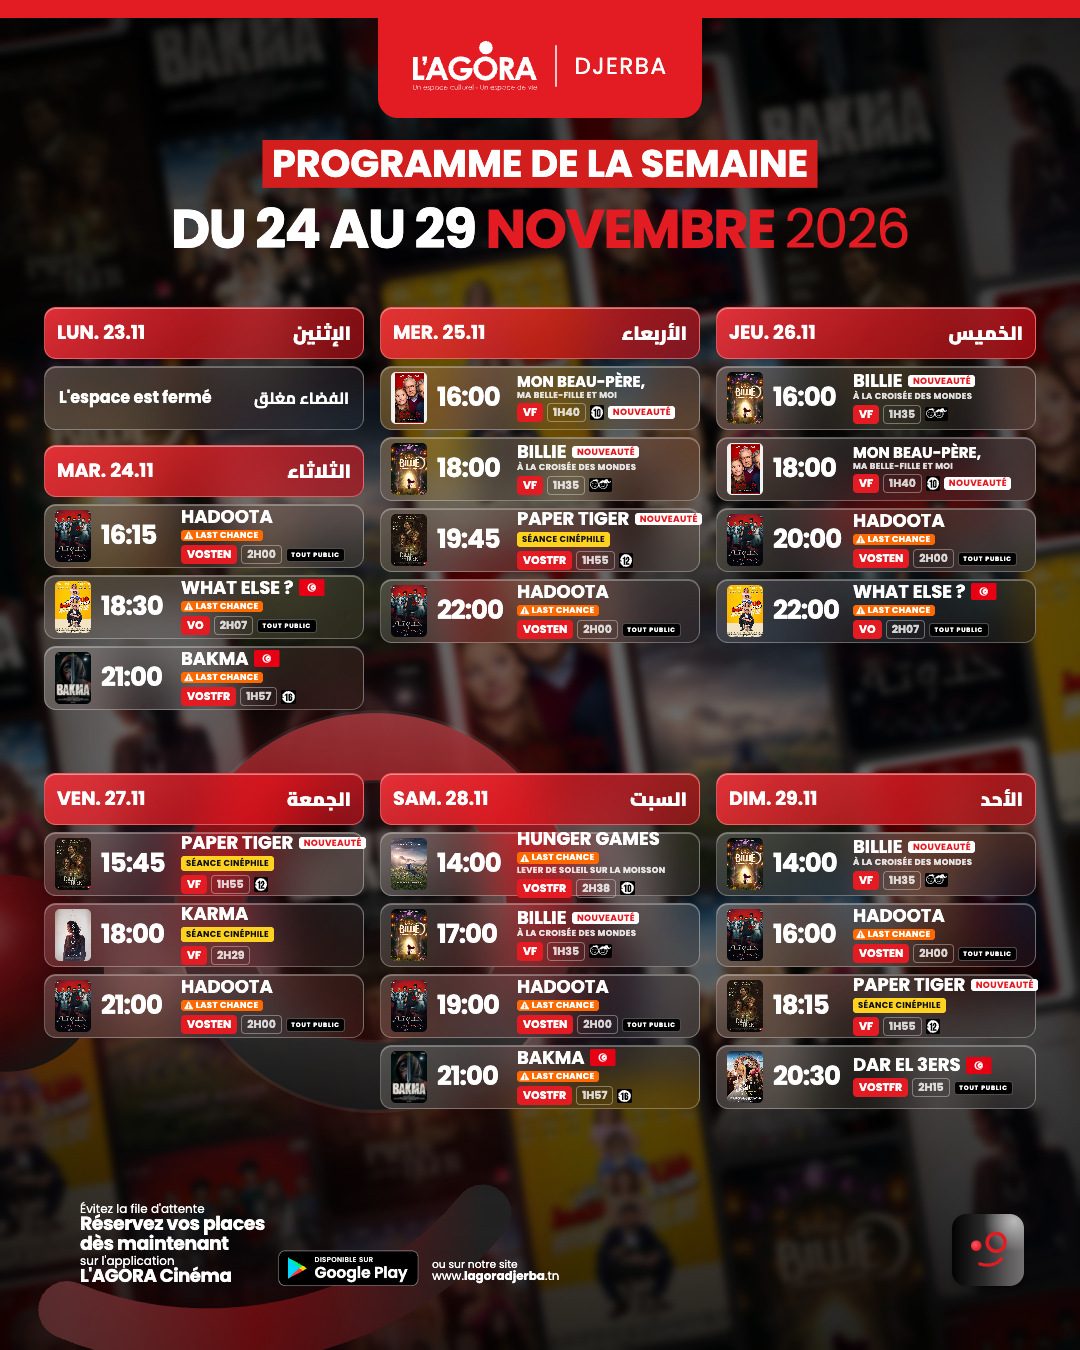 L'AGORA | DJERBA
Un espace culturel - Un espace de vie
PROGRAMME DE LA SEMAINE
DU 24 AU 29 NOVEMBRE 2026
LUN. 23.11 الإثنين
L'espace est fermé الفضاء مغلق
MAR. 24.11 الثلاثاء
16:15
HADOOTA
LAST CHANCE
VOSTEN 2H00 TOUT PUBLIC
18:30
WHAT ELSE ?
LAST CHANCE
VO 2H07 TOUT PUBLIC
BAKMA
21:00
BAKMA
LAST CHANCE
VOSTFR 1H57 -16
MER. 25.11 الأربعاء
16:00
MON BEAU-PÈRE,
MA BELLE-FILLE ET MOI
VF 1H40 -10 NOUVEAUTÉ
BILLIE
18:00
BILLIE NOUVEAUTÉ
À LA CROISÉE DES MONDES
VF 1H35
19:45
PAPER TIGER NOUVEAUTÉ
SÉANCE CINÉPHILE
VOSTFR 1H55 -12
22:00
HADOOTA
LAST CHANCE
VOSTEN 2H00 TOUT PUBLIC
JEU. 26.11 الخميس
BILLIE
16:00
BILLIE NOUVEAUTÉ
À LA CROISÉE DES MONDES
VF 1H35
18:00
MON BEAU-PÈRE,
MA BELLE-FILLE ET MOI
VF 1H40 -10 NOUVEAUTÉ
20:00
HADOOTA
LAST CHANCE
VOSTEN 2H00 TOUT PUBLIC
22:00
WHAT ELSE ?
LAST CHANCE
VO 2H07 TOUT PUBLIC
VEN. 27.11 الجمعة
15:45
PAPER TIGER NOUVEAUTÉ
SÉANCE CINÉPHILE
VF 1H55 -12
18:00
KARMA
SÉANCE CINÉPHILE
VF 2H29
21:00
HADOOTA
LAST CHANCE
VOSTEN 2H00 TOUT PUBLIC
SAM. 28.11 السبت
14:00
HUNGER GAMES
LAST CHANCE
LEVER DE SOLEIL SUR LA MOISSON
VOSTFR 2H38 -10
BILLIE
17:00
BILLIE NOUVEAUTÉ
À LA CROISÉE DES MONDES
VF 1H35
19:00
HADOOTA
LAST CHANCE
VOSTEN 2H00 TOUT PUBLIC
BAKMA
21:00
BAKMA
LAST CHANCE
VOSTFR 1H57 -16
DIM. 29.11 الأحد
BILLIE
14:00
BILLIE NOUVEAUTÉ
À LA CROISÉE DES MONDES
VF 1H35
16:00
HADOOTA
LAST CHANCE
VOSTEN 2H00 TOUT PUBLIC
18:15
PAPER TIGER NOUVEAUTÉ
SÉANCE CINÉPHILE
VF 1H55 -12
20:30
DAR EL 3ERS
VOSTFR 2H15 TOUT PUBLIC
Évitez la file d'attente
Réservez vos places
dès maintenant
sur l'application
L'AGORA Cinéma
DISPONIBLE SUR
Google Play
ou sur notre site
www.lagoradjerba.tn